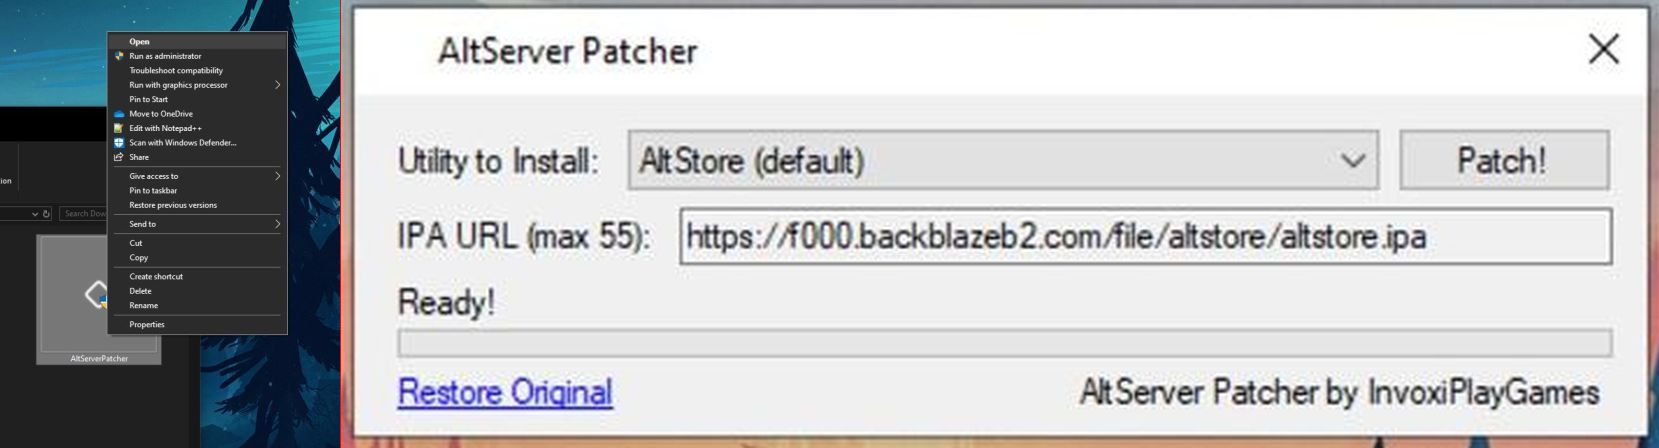 Open
Run as administrator
Troubleshoot compatibility
Run with graphics processor
Pin to Start
Move to OneDrive
Edit with Notepad++
Scan with Windows Defender...
Share
Give access to
Pin to taskbar
Restore previous versions
Send to
Cut
Copy
Create shortcut
Delete
Rename
Properties
ion
Search Dow
AltServerPatcher
AltServer Patcher
Utility to Install: AltStore (default) Patch!
IPA URL (max 55): https://f000.backblazeb2.com/file/altstore/altstore.ipa
Ready!
Restore Original AltServer Patcher by InvoxiPlayGames